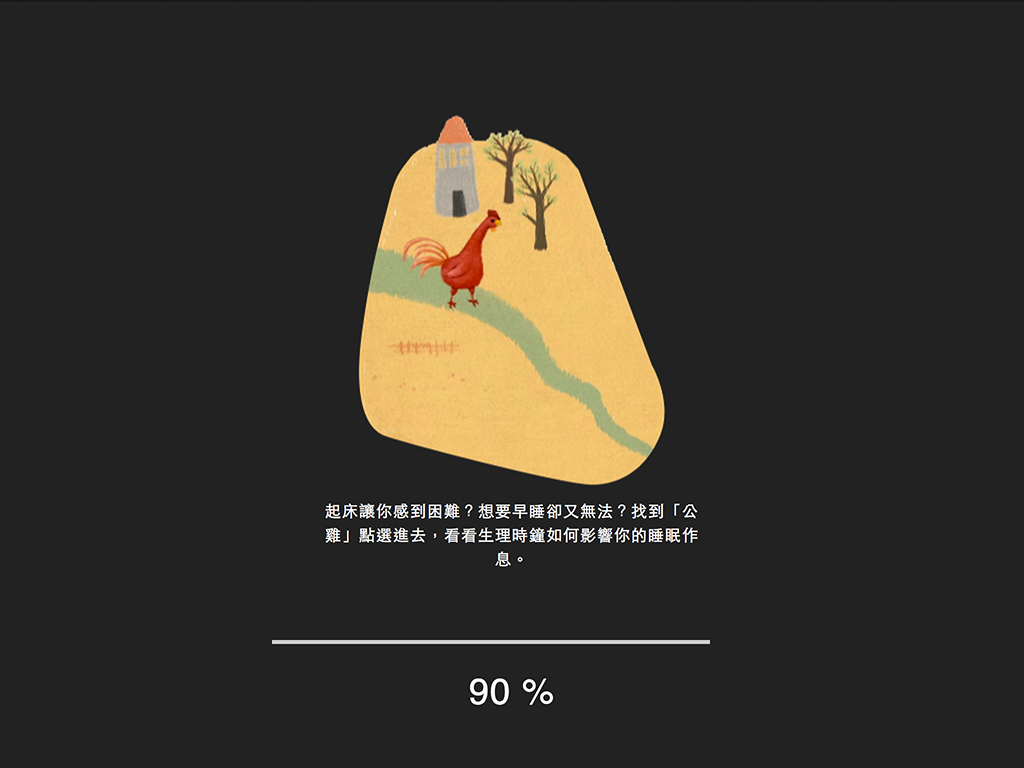 起床讓你感到困難？想要早睡卻又無法？找到「公
雞」點選進去，看看生理時鐘如何影響你的睡眠作
息。
90 %